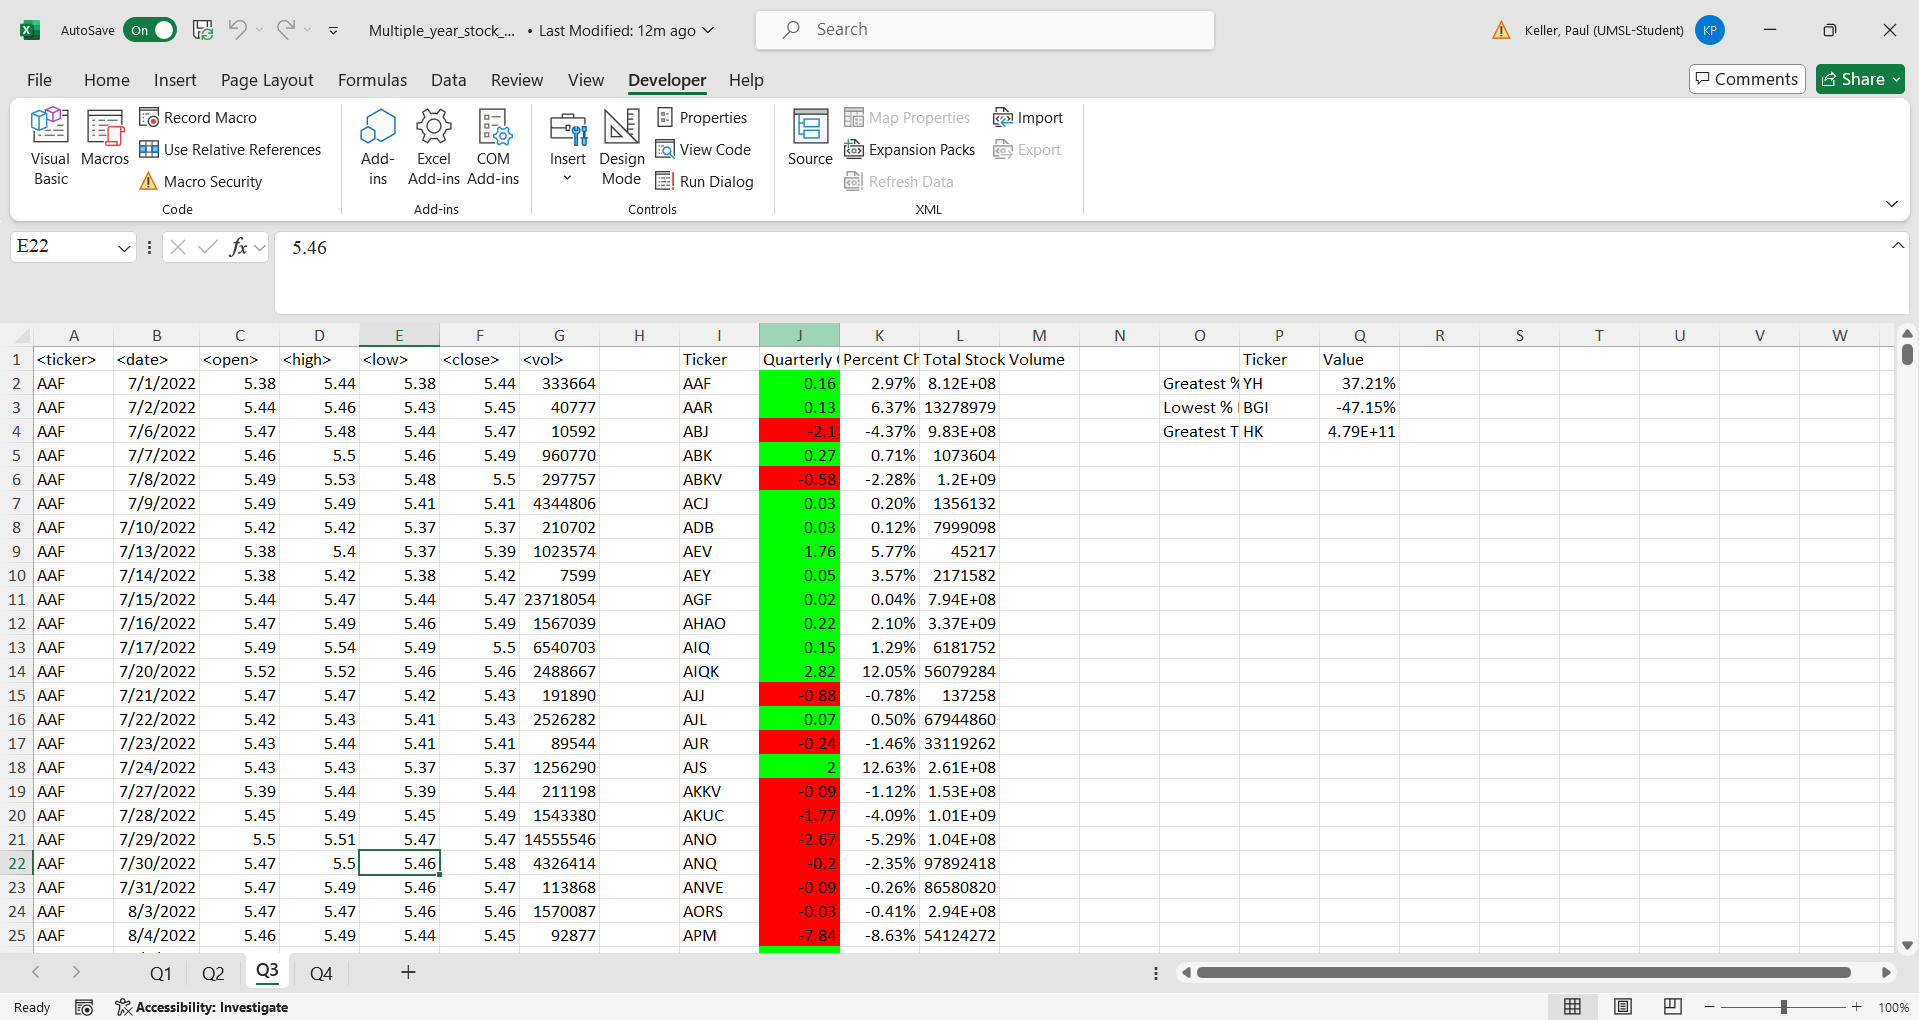 AutoSave On Multiple_year_stock_... • Last Modified: 12m ago Search Keller, Paul (UMSL-Student) KP
File Home Insert Page Layout Formulas Data Review View Developer Help Comments Share
Visual Basic Macros Record Macro Use Relative References Macro Security Code
Add-ins Excel Add-ins COM Add-ins Add-ins
Insert Design Mode Properties View Code Run Dialog Controls
Source Map Properties Expansion Packs Refresh Data Import Export XML
E22 fx 5.46
A B C D E F G H I J K L M N O P Q R S T U V W
1 <ticker> <date> <open> <high> <low> <close> <vol> Ticker Quarterly Percent Ch Total Stock Volume Ticker Value
2 AAF 7/1/2022 5.38 5.44 5.38 5.44 333664 AAF 0.16 2.97% 8.12E+08 Greatest % YH 37.21%
3 AAF 7/2/2022 5.44 5.46 5.43 5.45 40777 AAR 0.13 6.37% 13278979 Lowest % BGI -47.15%
4 AAF 7/6/2022 5.47 5.48 5.44 5.47 10592 ABJ -2.1 -4.37% 9.83E+08 Greatest T HK 4.79E+11
5 AAF 7/7/2022 5.46 5.5 5.46 5.49 960770 ABK 0.27 0.71% 1073604
6 AAF 7/8/2022 5.49 5.53 5.48 5.5 297757 ABKV -0.58 -2.28% 1.2E+09
7 AAF 7/9/2022 5.49 5.49 5.41 5.41 4344806 ACJ 0.03 0.20% 1356132
8 AAF 7/10/2022 5.42 5.42 5.37 5.37 210702 ADB 0.03 0.12% 7999098
9 AAF 7/13/2022 5.38 5.4 5.37 5.39 1023574 AEV 1.76 5.77% 45217
10 AAF 7/14/2022 5.38 5.42 5.38 5.42 7599 AEY 0.05 3.57% 2171582
11 AAF 7/15/2022 5.44 5.47 5.44 5.47 23718054 AGF 0.02 0.04% 7.94E+08
12 AAF 7/16/2022 5.47 5.49 5.46 5.49 1567039 AHAO 0.22 2.10% 3.37E+09
13 AAF 7/17/2022 5.49 5.54 5.49 5.5 6540703 AIQ 0.15 1.29% 6181752
14 AAF 7/20/2022 5.52 5.52 5.46 5.46 2488667 AIQK 2.82 12.05% 56079284
15 AAF 7/21/2022 5.47 5.47 5.42 5.43 191890 AJJ -0.88 -0.78% 137258
16 AAF 7/22/2022 5.42 5.43 5.41 5.43 2526282 AJL 0.07 0.50% 67944860
17 AAF 7/23/2022 5.43 5.44 5.41 5.41 89544 AJR -0.24 -1.46% 33119262
18 AAF 7/24/2022 5.43 5.43 5.37 5.37 1256290 AJS 2 12.63% 2.61E+08
19 AAF 7/27/2022 5.39 5.44 5.39 5.44 211198 AKKV -0.09 -1.12% 1.53E+08
20 AAF 7/28/2022 5.45 5.49 5.45 5.49 1543380 AKUC -1.77 -4.09% 1.01E+09
21 AAF 7/29/2022 5.5 5.51 5.47 5.47 14555546 ANO -2.67 -5.29% 1.04E+08
22 AAF 7/30/2022 5.47 5.5 5.46 5.48 4326414 ANQ -0.2 -2.35% 97892418
23 AAF 7/31/2022 5.47 5.49 5.46 5.47 113868 ANVE -0.09 -0.26% 86580820
24 AAF 8/3/2022 5.47 5.47 5.46 5.46 1570087 AORS -0.03 -0.41% 2.94E+08
25 AAF 8/4/2022 5.46 5.49 5.44 5.45 92877 APM -7.84 -8.63% 54124272
Q1 Q2 Q3 Q4
Ready Accessibility: Investigate 100%